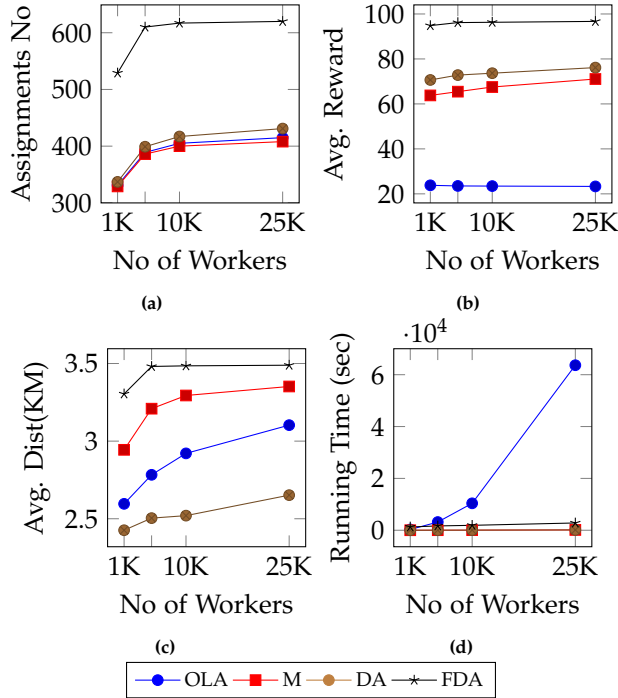 Assignments No
600
500
400
300
1K
10K
25K
No of Workers
(a)
Avg. Reward
100
80
60
40
20
1K
10K
25K
No of Workers
(b)
Avg. Dist(KM)
3.5
3
2.5
1K
10K
25K
No of Workers
(c)
·10⁴
Running Time (sec)
6
4
2
0
1K
10K
25K
No of Workers
(d)
OLA M DA FDA